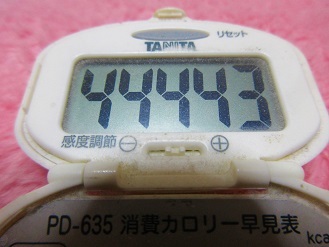 リセット
TANITA
44443
感度調節 ⊖ ⊕
PD-635 消費カロリー早見表
kca